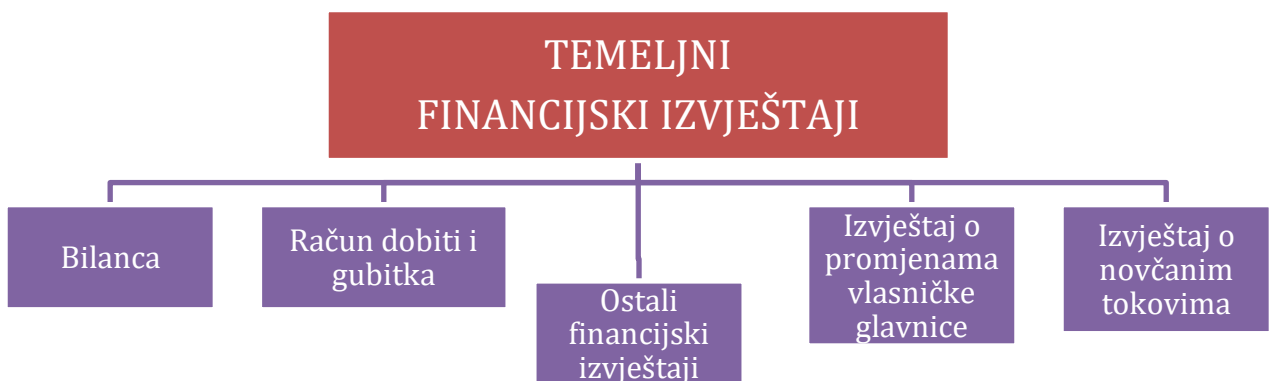 TEMELJNI
FINANCIJSKI IZVJEŠTAJI
Bilanca
Račun dobiti i
gubitka
Ostali
financijski
izvještaji
Izvještaj o
promjenama
vlasničke
glavnice
Izvještaj o
novčanim
tokovima